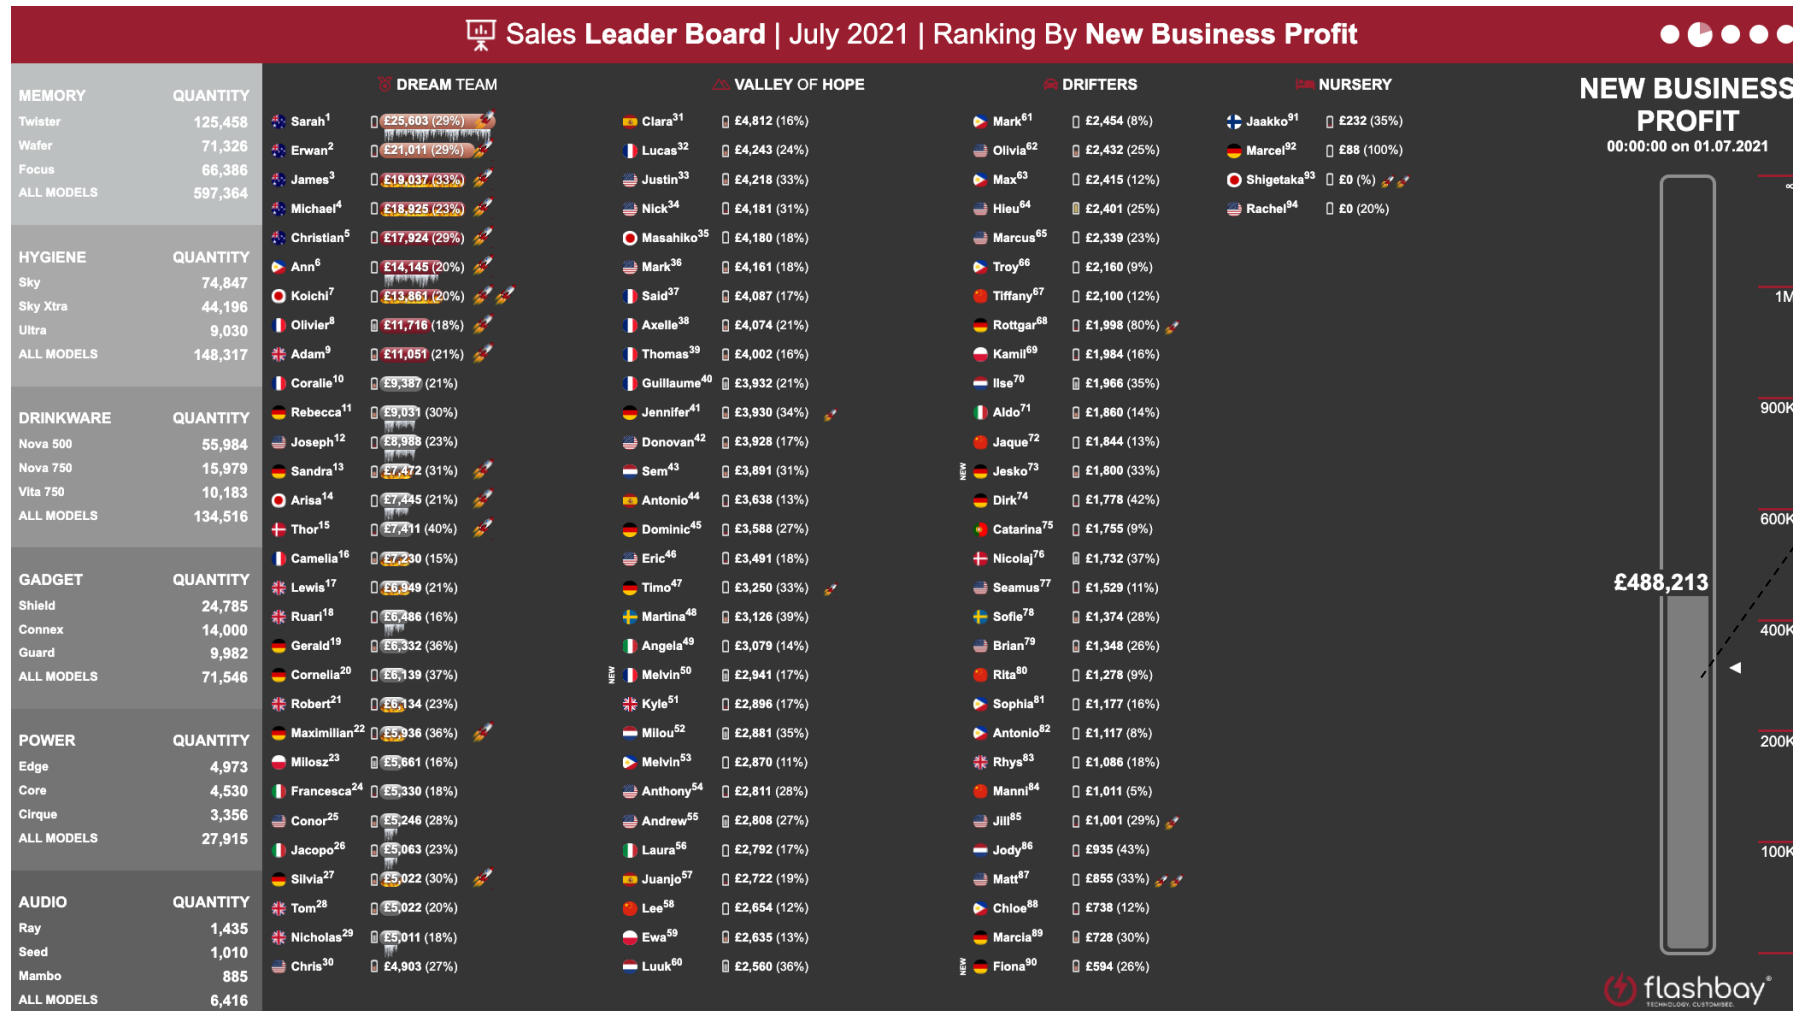 Sales Leader Board | July 2021 | Ranking By New Business Profit
MEMORY QUANTITY
Twister 125,458
Wafer 71,326
Focus 66,386
ALL MODELS 597,364
HYGIENE QUANTITY
Sky 74,847
Sky Xtra 44,196
Ultra 9,030
ALL MODELS 148,317
DRINKWARE QUANTITY
Nova 500 55,984
Nova 750 15,979
Vita 750 10,183
ALL MODELS 134,516
GADGET QUANTITY
Shield 24,785
Connex 14,000
Guard 9,982
ALL MODELS 71,546
POWER QUANTITY
Edge 4,973
Core 4,530
Cirque 3,356
ALL MODELS 27,915
AUDIO QUANTITY
Ray 1,435
Seed 1,010
Mambo 885
ALL MODELS 6,416
DREAM TEAM
Sarah1 £25,603 (29%)
Erwan2 £21,011 (29%)
James3 £19,037 (33%)
Michael4 £18,925 (23%)
Christian5 £17,924 (29%)
Ann6 £14,145 (20%)
Koichi7 £13,861 (20%)
Olivier8 £11,716 (18%)
Adam9 £11,051 (21%)
Coralie10 £9,387 (21%)
Rebecca11 £9,031 (30%)
Joseph12 £8,988 (23%)
Sandra13 £7,472 (31%)
Arisa14 £7,445 (21%)
Thor15 £7,411 (40%)
Camelia16 £7,230 (15%)
Lewis17 £6,949 (21%)
Ruari18 £6,486 (16%)
Gerald19 £6,332 (36%)
Cornelia20 £6,139 (37%)
Robert21 £6,134 (23%)
Maximilian22 £5,936 (36%)
Milosz23 £5,661 (16%)
Francesca24 £5,330 (18%)
Conor25 £5,246 (28%)
Jacopo26 £5,063 (23%)
Silvia27 £5,022 (30%)
Tom28 £5,022 (20%)
Nicholas29 £5,011 (18%)
Chris30 £4,903 (27%)
VALLEY OF HOPE
Clara31 £4,812 (16%)
Lucas32 £4,243 (24%)
Justin33 £4,218 (33%)
Nick34 £4,181 (31%)
Masahiko35 £4,180 (18%)
Mark36 £4,161 (18%)
Said37 £4,087 (17%)
Axelle38 £4,074 (21%)
Thomas39 £4,002 (16%)
Guillaume40 £3,932 (21%)
Jennifer41 £3,930 (34%)
Donovan42 £3,928 (17%)
Sem43 £3,891 (31%)
Antonio44 £3,638 (13%)
Dominic45 £3,588 (27%)
Eric46 £3,491 (18%)
Timo47 £3,250 (33%)
Martina48 £3,126 (39%)
Angela49 £3,079 (14%)
NEW Melvin50 £2,941 (17%)
Kyle51 £2,896 (17%)
Milou52 £2,881 (35%)
Melvin53 £2,870 (11%)
Anthony54 £2,811 (28%)
Andrew55 £2,808 (27%)
Laura56 £2,792 (17%)
Juanjo57 £2,722 (19%)
Lee58 £2,654 (12%)
Ewa59 £2,635 (13%)
Luuk60 £2,560 (36%)
DRIFTERS
Mark61 £2,454 (8%)
Olivia62 £2,432 (25%)
Max63 £2,415 (12%)
Hieu64 £2,401 (25%)
Marcus65 £2,339 (23%)
Troy66 £2,160 (9%)
Tiffany67 £2,100 (12%)
Rottgar68 £1,998 (80%)
Kamil69 £1,984 (16%)
Ilse70 £1,966 (35%)
Aldo71 £1,860 (14%)
Jaque72 £1,844 (13%)
NEW Jesko73 £1,800 (33%)
Dirk74 £1,778 (42%)
Catarina75 £1,755 (9%)
Nicolaj76 £1,732 (37%)
Seamus77 £1,529 (11%)
Sofie78 £1,374 (28%)
Brian79 £1,348 (26%)
Rita80 £1,278 (9%)
Sophia81 £1,177 (16%)
Antonio82 £1,117 (8%)
Rhys83 £1,086 (18%)
Manni84 £1,011 (5%)
Jill85 £1,001 (29%)
Jody86 £935 (43%)
Matt87 £855 (33%)
Chloe88 £738 (12%)
Marcia89 £728 (30%)
NEW Fiona90 £594 (26%)
NURSERY
Jaakko91 £232 (35%)
Marcel92 £88 (100%)
Shigetaka93 £0 (%)
Rachel94 £0 (20%)
NEW BUSINESS
PROFIT
00:00:00 on 01.07.2021
∞
1M
900K
600K
£488,213
400K
200K
100K
flashbay®
TECHNOLOGY. CUSTOMISED.